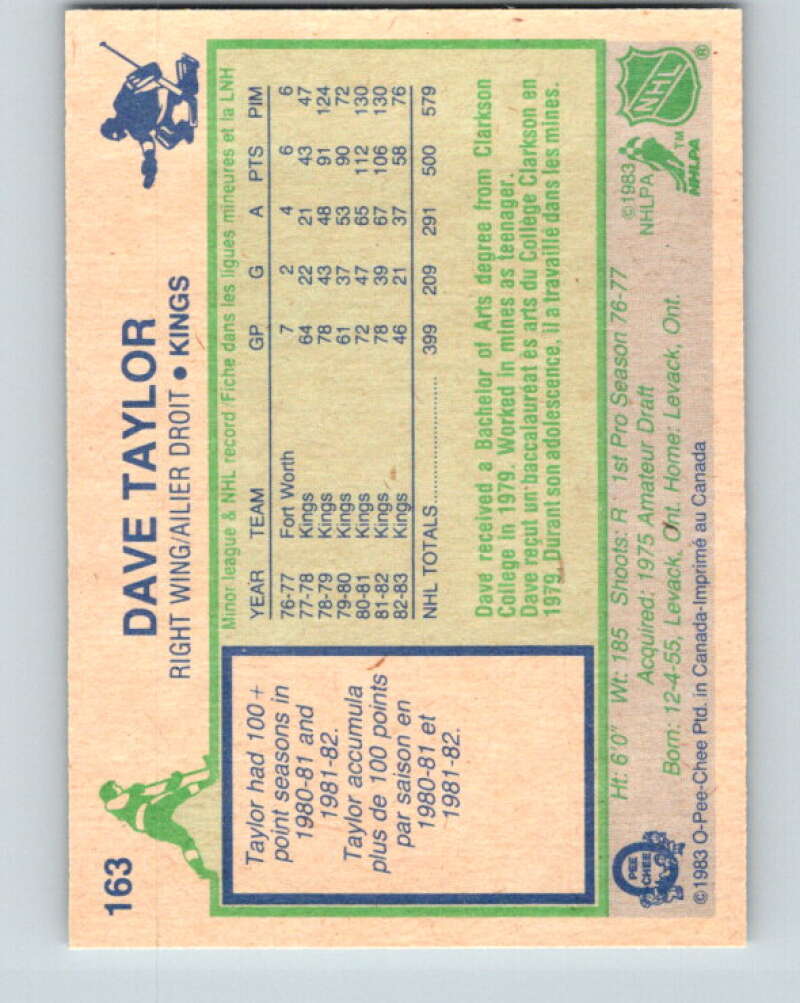 163
DAVE TAYLOR
RIGHT WING/AILIER DROIT • KINGS
Taylor had 100 +
point seasons in
1980-81 and
1981-82.
Taylor accumula
plus de 100 points
par saison en
1980-81 et
1981-82.
Minor league & NHL record/Fiche dans les ligues mineures et la LNH
YEAR TEAM GP G A PTS PIM
76-77 Fort Worth 7 2 4 6 6
77-78 Kings 64 22 21 43 47
78-79 Kings 78 43 48 91 124
79-80 Kings 61 37 53 90 72
80-81 Kings 72 47 65 112 130
81-82 Kings 78 39 67 106 130
82-83 Kings 46 21 37 58 76
NHL TOTALS 399 209 291 500 579
Dave received a Bachelor of Arts degree from Clarkson
College in 1979. Worked in mines as teenager.
Dave reçut un baccalauréat ès arts du Collège Clarkson en
1979. Durant son adolescence, il a travaillé dans les mines.
Ht: 6'0" Wt: 185 Shoots: R 1st Pro Season 76-77
Acquired: 1975 Amateur Draft
Born: 12-4-55, Levack, Ont. Home: Levack, Ont.
©1983 O-Pee-Chee Ptd. in Canada-Imprimé au Canada
O
PEE
CHEE
©1983
NHLPA
NHLPA
TM
NHL
®